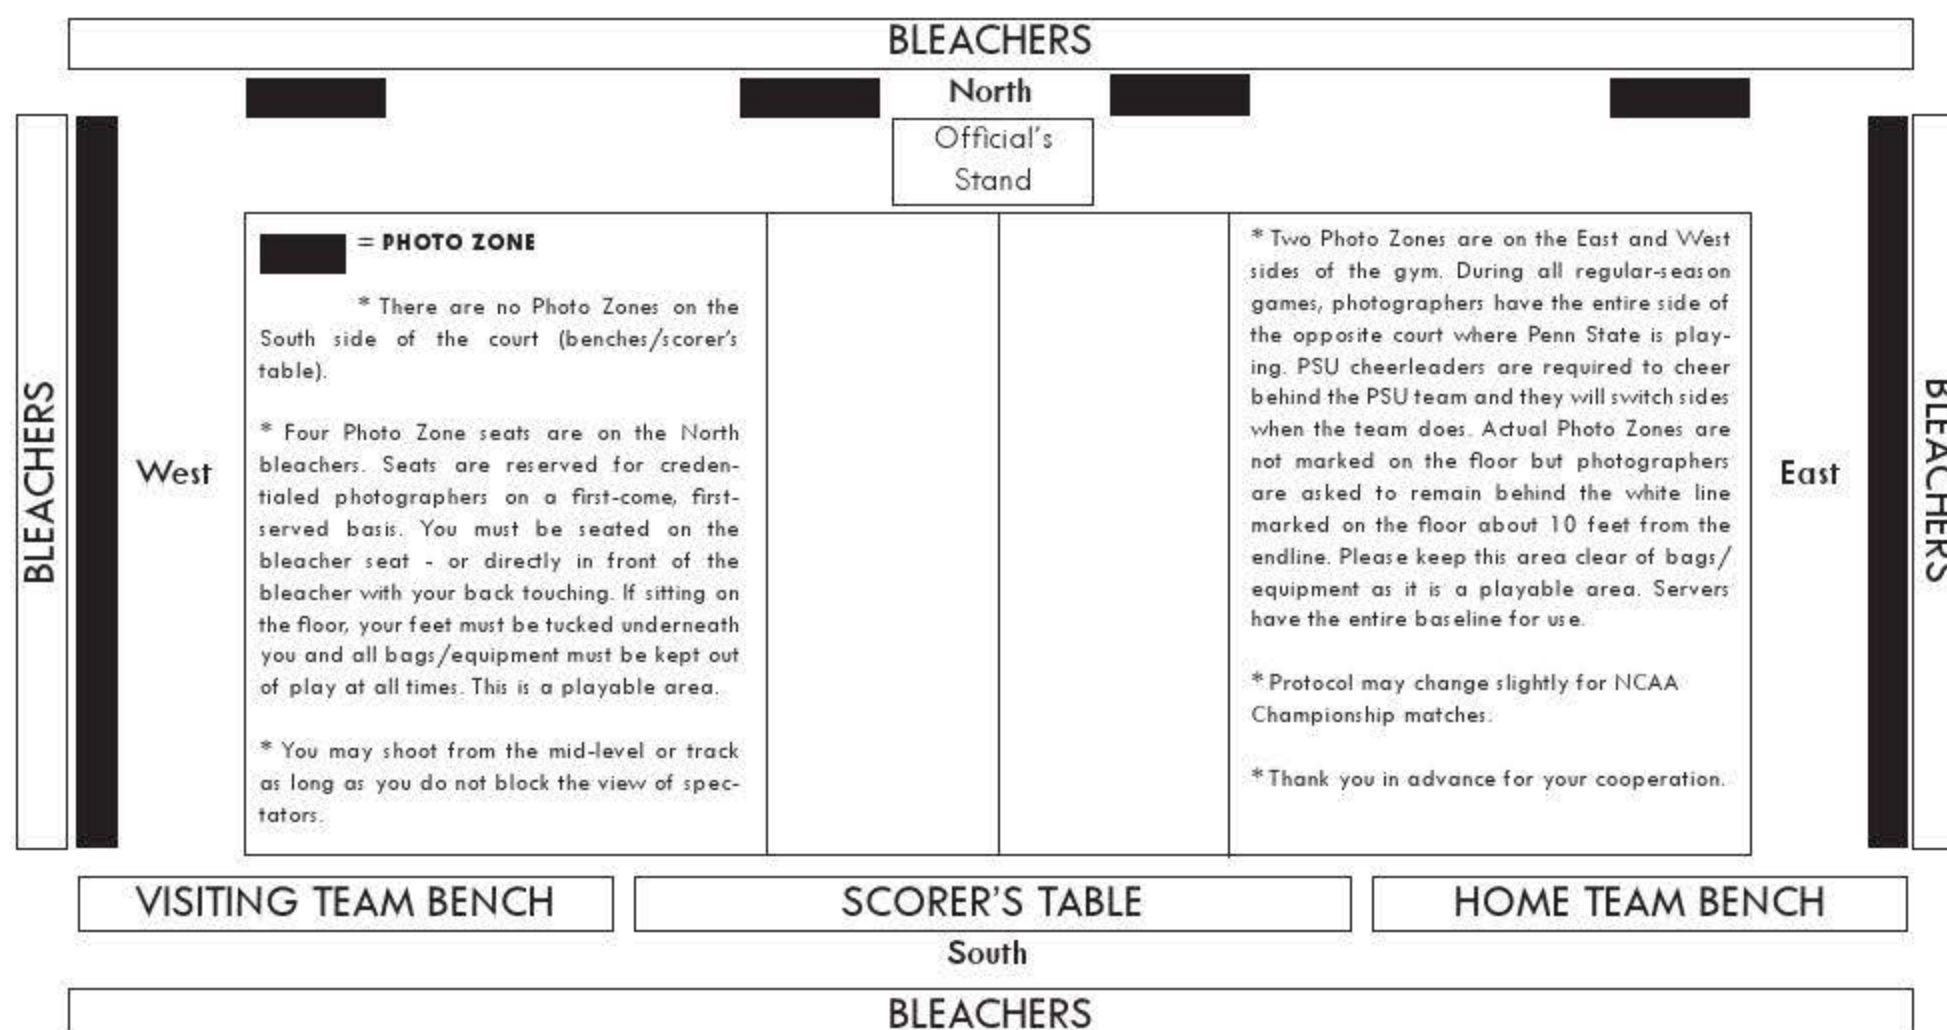 BLEACHERS
North
Official's
Stand
BLEACHERS
West
= PHOTO ZONE
* There are no Photo Zones on the
South side of the court (benches/scorer's
table).
* Four Photo Zone seats are on the North
bleachers. Seats are reserved for creden-
tialed photographers on a first-come, first-
served basis. You must be seated on the
bleacher seat - or directly in front of the
bleacher with your back touching. If sitting on
the floor, your feet must be tucked underneath
you and all bags/equipment must be kept out
of play at all times. This is a playable area.
* You may shoot from the mid-level or track
as long as you do not block the view of spec-
tators.
* Two Photo Zones are on the East and West
sides of the gym. During all regular-season
games, photographers have the entire side of
the opposite court where Penn State is play-
ing. PSU cheerleaders are required to cheer
behind the PSU team and they will switch sides
when the team does. Actual Photo Zones are
not marked on the floor but photographers
are asked to remain behind the white line
marked on the floor about 10 feet from the
endline. Please keep this area clear of bags/
equipment as it is a playable area. Servers
have the entire baseline for use.
* Protocol may change slightly for NCAA
Championship matches.
* Thank you in advance for your cooperation.
East
BLEACHERS
VISITING TEAM BENCH
SCORER'S TABLE
HOME TEAM BENCH
South
BLEACHERS